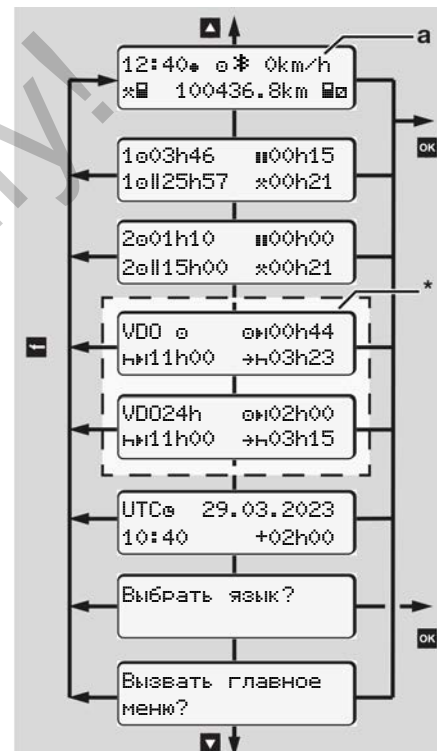 a
12:40 0km/h
100436.8km
OK
1 03h46 00h15
1 25h57 00h21
2 01h10 00h00
2 15h00 00h21
*
VDO 00h44
11h00 03h23
VDO24h 02h00
11h00 03h15
UTC 29.03.2023
10:40 +02h00
Выбрать язык?
OK
Вызвать главное
меню?
ny!